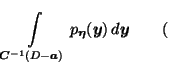 ∫_{C^{-1}(D-a)} p_η(y) dy (